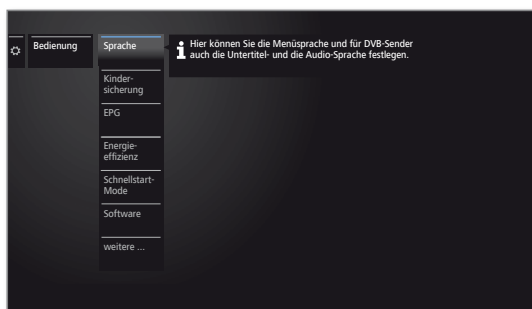 Bedienung
Sprache
Hier können Sie die Menüsprache und für DVB-Sender
auch die Untertitel- und die Audio-Sprache festlegen.
Kinder-
sicherung
EPG
Energie-
effizienz
Schnellstart-
Mode
Software
weitere ...